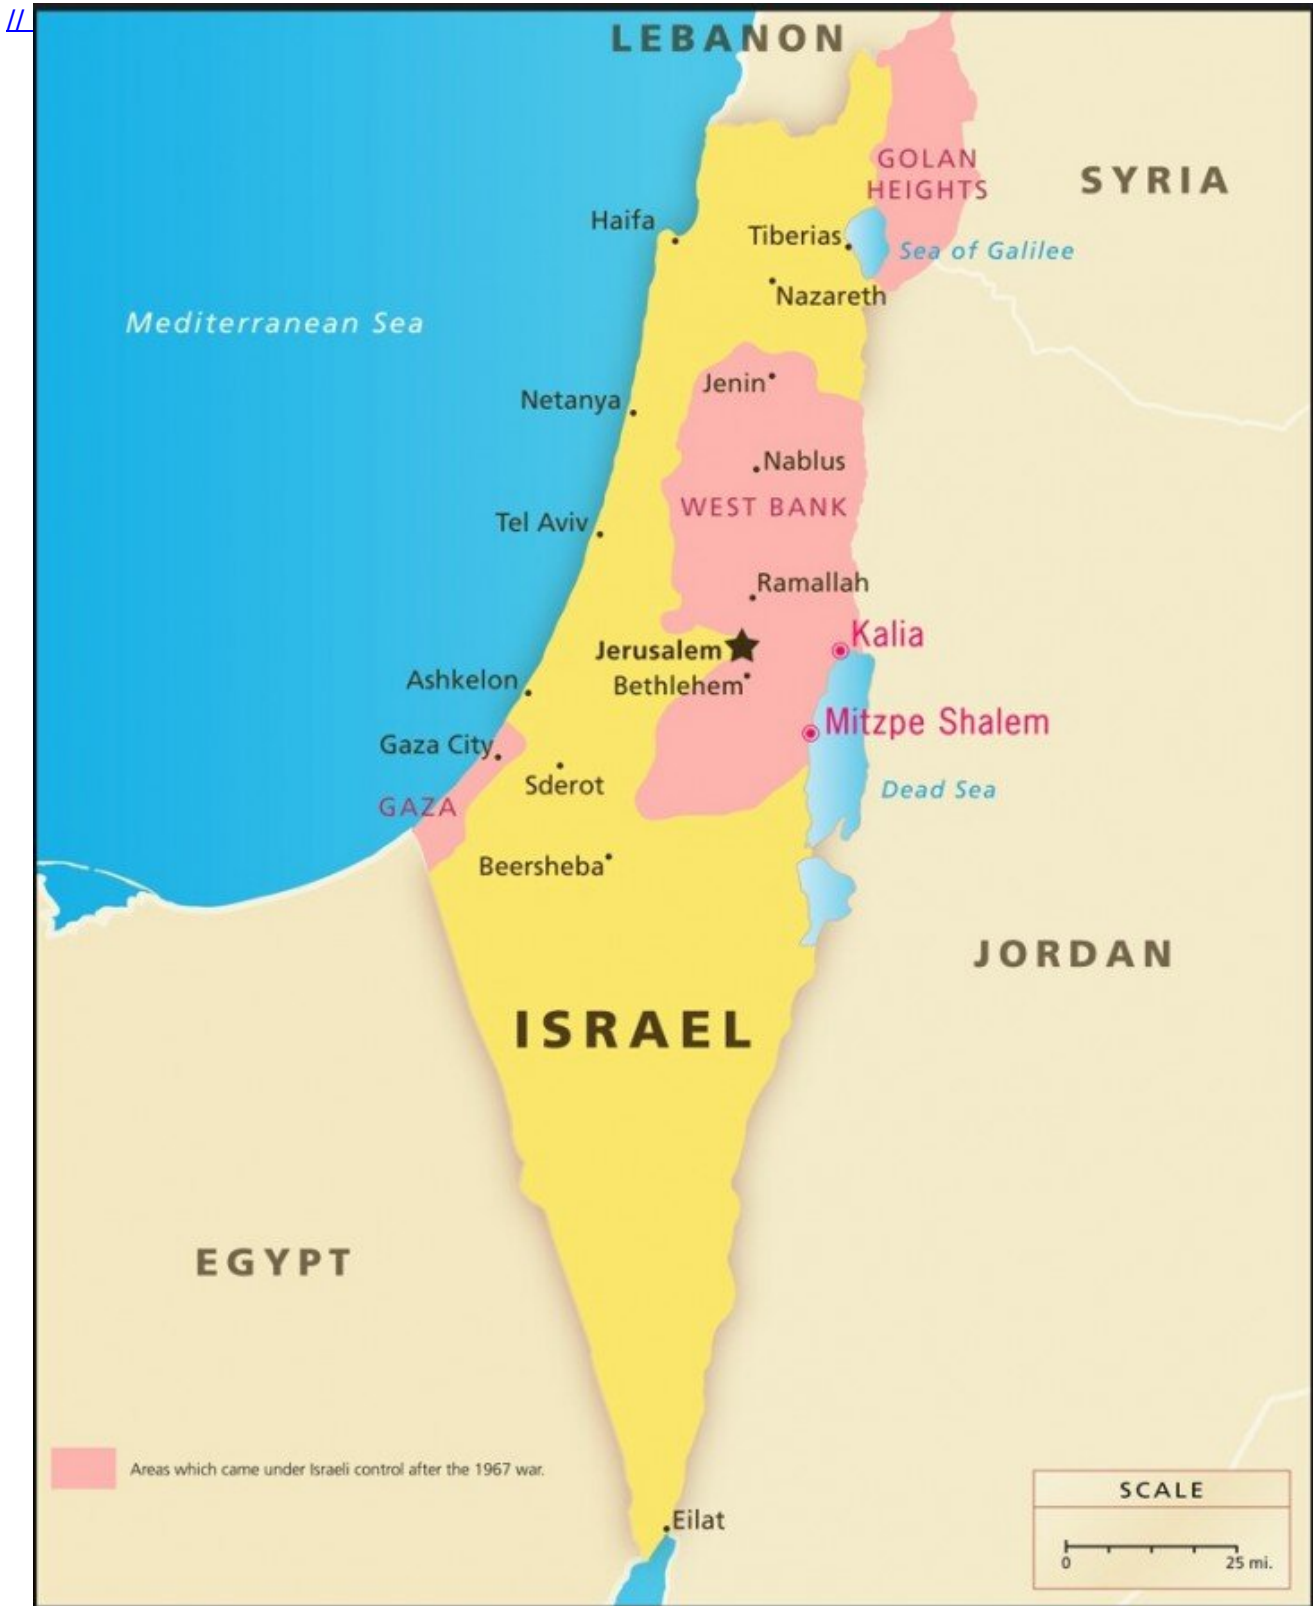 //
LEBANON
GOLAN
HEIGHTS
SYRIA
Haifa
Tiberias
Sea of Galilee
Nazareth
Mediterranean Sea
Jenin
Netanya
Nablus
WEST BANK
Tel Aviv
Ramallah
Kalia
Jerusalem
Ashkelon
Bethlehem
Mitzpe Shalem
Gaza City
Sderot
Dead Sea
GAZA
Beersheba
JORDAN
ISRAEL
EGYPT
Areas which came under Israeli control after the 1967 war.
SCALE
Eilat
0 25 mi.